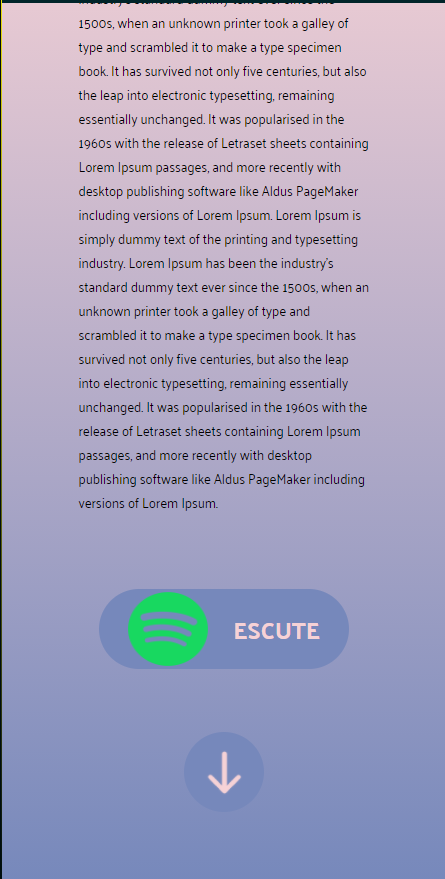 industry's standard dummy text ever since the
1500s, when an unknown printer took a galley of
type and scrambled it to make a type specimen
book. It has survived not only five centuries, but also
the leap into electronic typesetting, remaining
essentially unchanged. It was popularised in the
1960s with the release of Letraset sheets containing
Lorem Ipsum passages, and more recently with
desktop publishing software like Aldus PageMaker
including versions of Lorem Ipsum. Lorem Ipsum is
simply dummy text of the printing and typesetting
industry. Lorem Ipsum has been the industry's
standard dummy text ever since the 1500s, when an
unknown printer took a galley of type and
scrambled it to make a type specimen book. It has
survived not only five centuries, but also the leap
into electronic typesetting, remaining essentially
unchanged. It was popularised in the 1960s with the
release of Letraset sheets containing Lorem Ipsum
passages, and more recently with desktop
publishing software like Aldus PageMaker including
versions of Lorem Ipsum.
ESCUTE